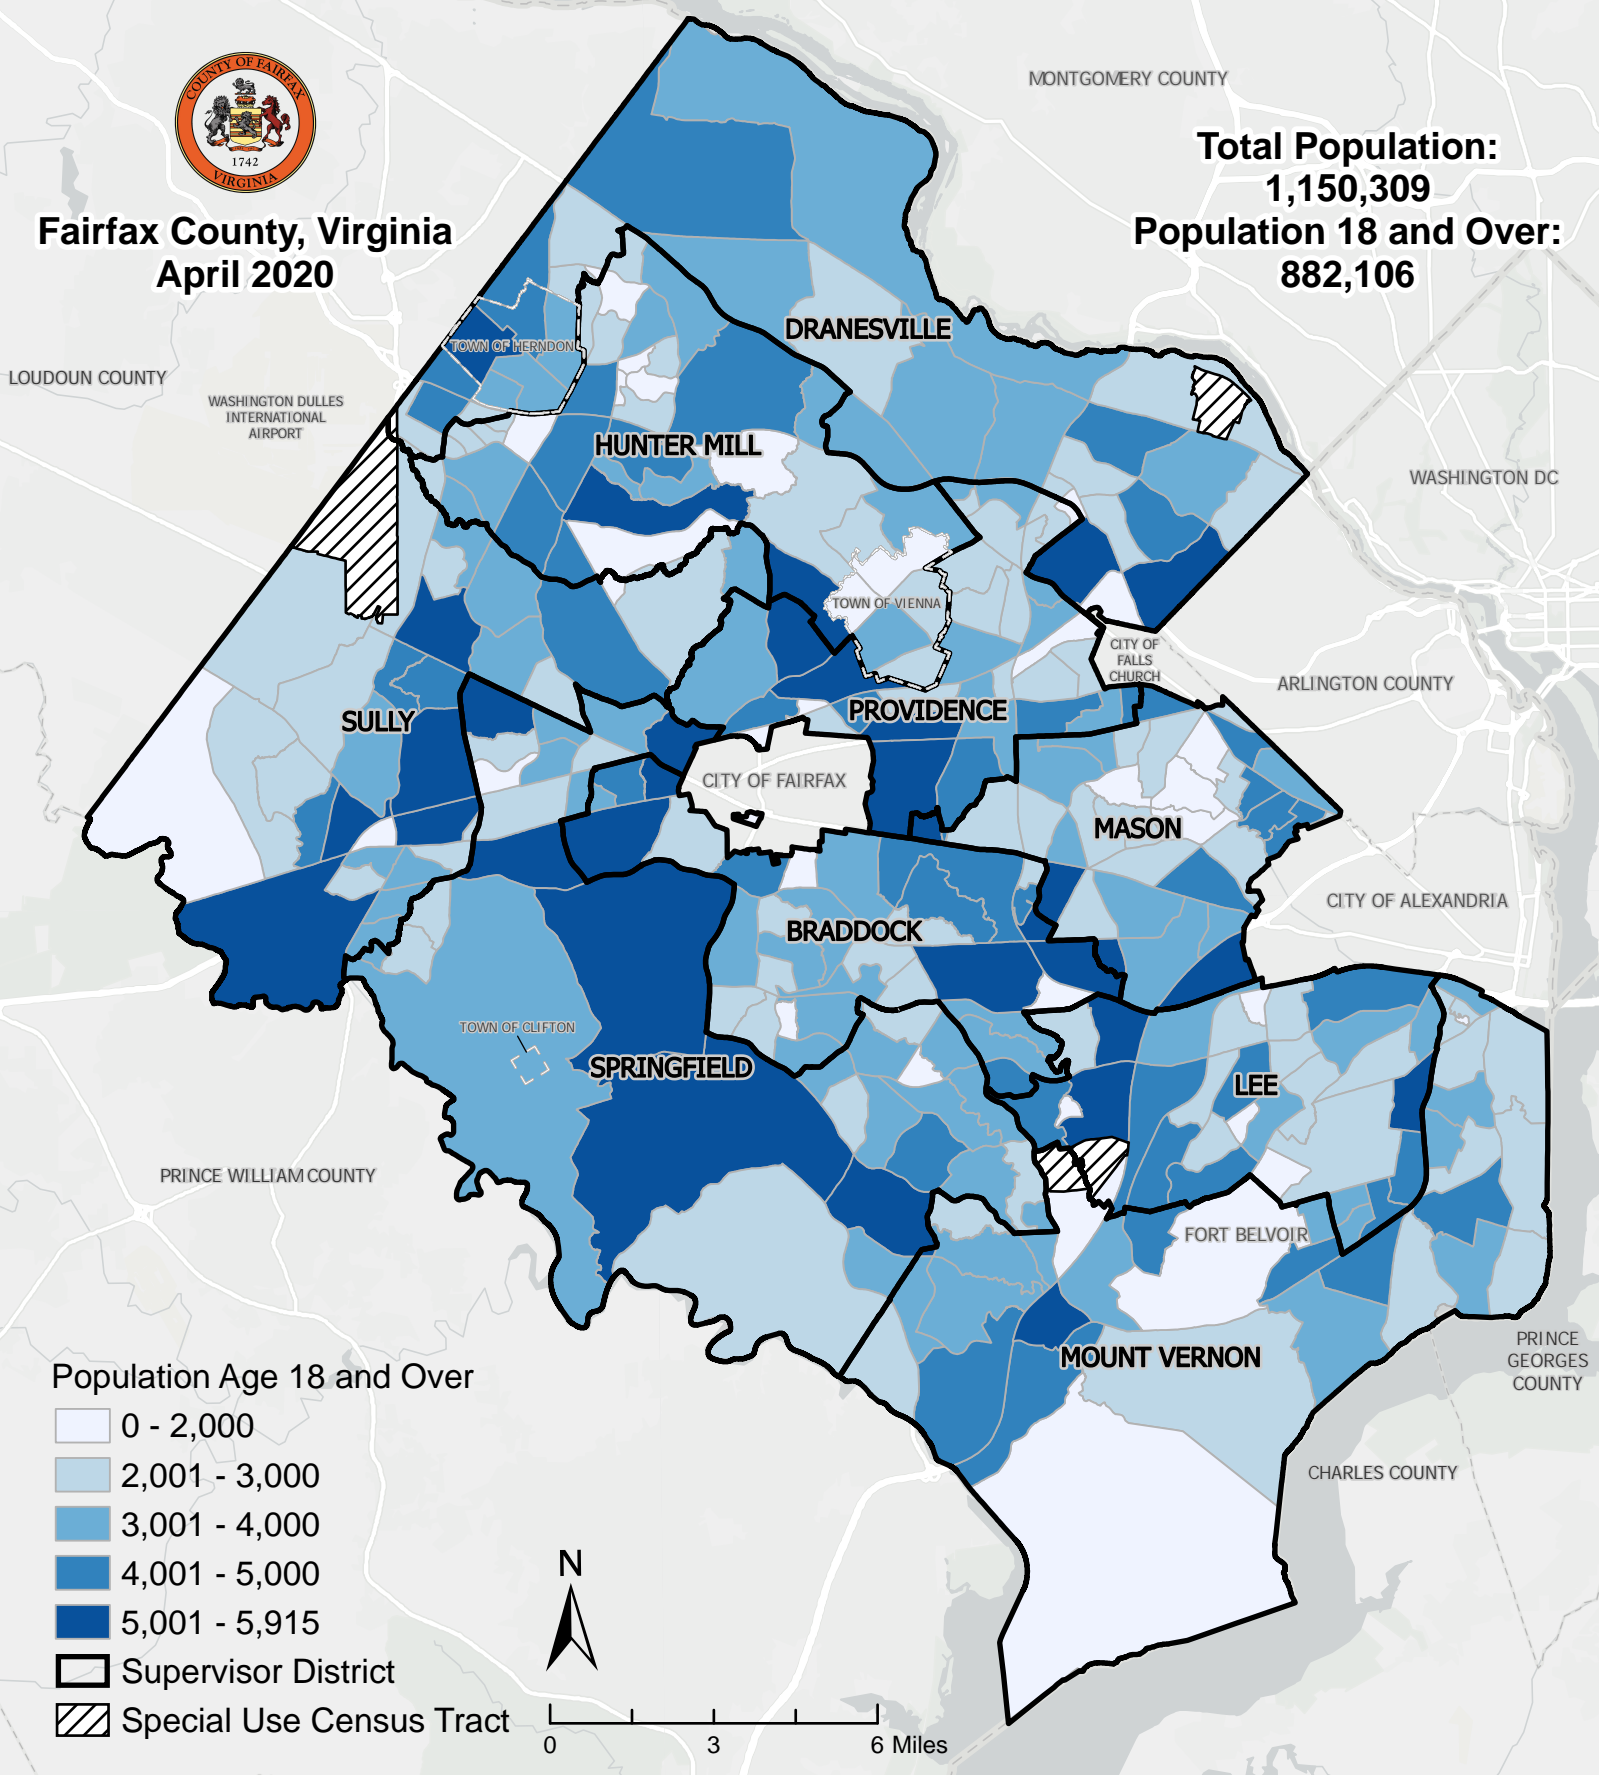 COUNTY OF FAIRFAX
1742
VIRGINIA
Fairfax County, Virginia
April 2020
MONTGOMERY COUNTY
Total Population:
1,150,309
Population 18 and Over:
882,106
DRANESVILLE
TOWN OF HERNDON
LOUDOUN COUNTY
WASHINGTON DULLES
INTERNATIONAL
AIRPORT
HUNTER MILL
WASHINGTON DC
TOWN OF VIENNA
CITY OF
FALLS
CHURCH
ARLINGTON COUNTY
SULLY
PROVIDENCE
CITY OF FAIRFAX
MASON
CITY OF ALEXANDRIA
BRADDOCK
TOWN OF CLIFTON
SPRINGFIELD
LEE
PRINCE WILLIAM COUNTY
FORT BELVOIR
MOUNT VERNON
PRINCE
GEORGES
COUNTY
CHARLES COUNTY
Population Age 18 and Over
0 - 2,000
2,001 - 3,000
3,001 - 4,000
4,001 - 5,000
5,001 - 5,915
Supervisor District
Special Use Census Tract
N
0 3 6 Miles